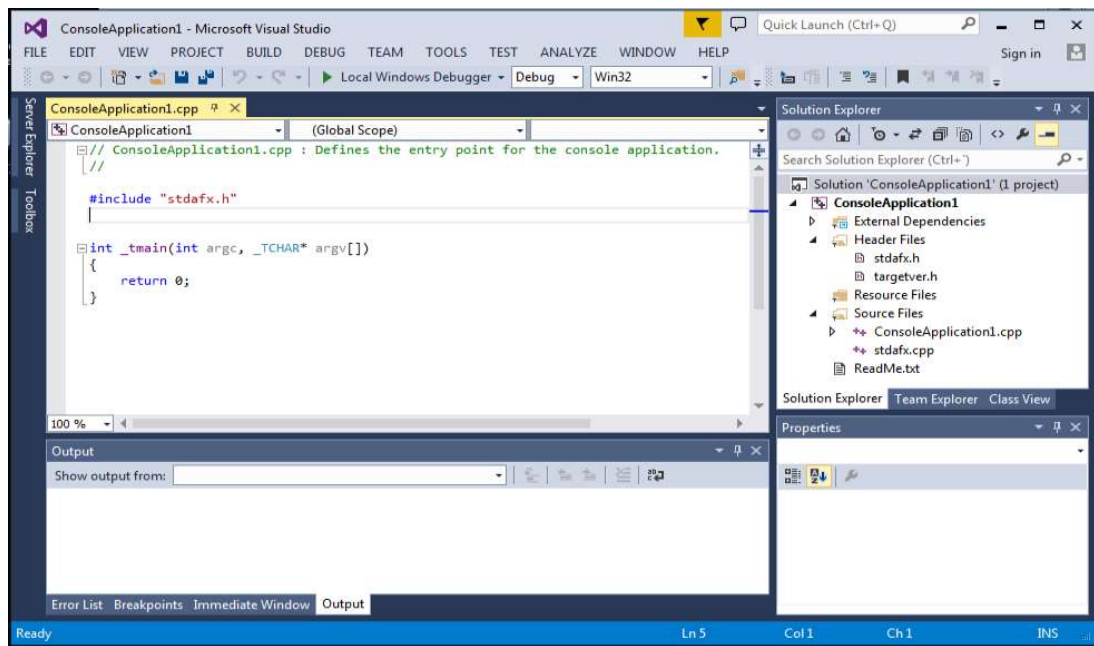 ConsoleApplication1 - Microsoft Visual Studio
Quick Launch (Ctrl+Q)
FILE EDIT VIEW PROJECT BUILD DEBUG TEAM TOOLS TEST ANALYZE WINDOW HELP
Sign in
Local Windows Debugger Debug Win32
Server Explorer
Toolbox
ConsoleApplication1.cpp
ConsoleApplication1 (Global Scope)
// ConsoleApplication1.cpp : Defines the entry point for the console application.
//
#include "stdafx.h"
int _tmain(int argc, _TCHAR* argv[])
{
return 0;
}
100 %
Solution Explorer
Search Solution Explorer (Ctrl+`)
Solution 'ConsoleApplication1' (1 project)
ConsoleApplication1
External Dependencies
Header Files
stdafx.h
targetver.h
Resource Files
Source Files
ConsoleApplication1.cpp
stdafx.cpp
ReadMe.txt
Solution Explorer Team Explorer Class View
Output
Show output from:
Error List Breakpoints Immediate Window Output
Properties
Ready Ln 5 Col 1 Ch 1 INS